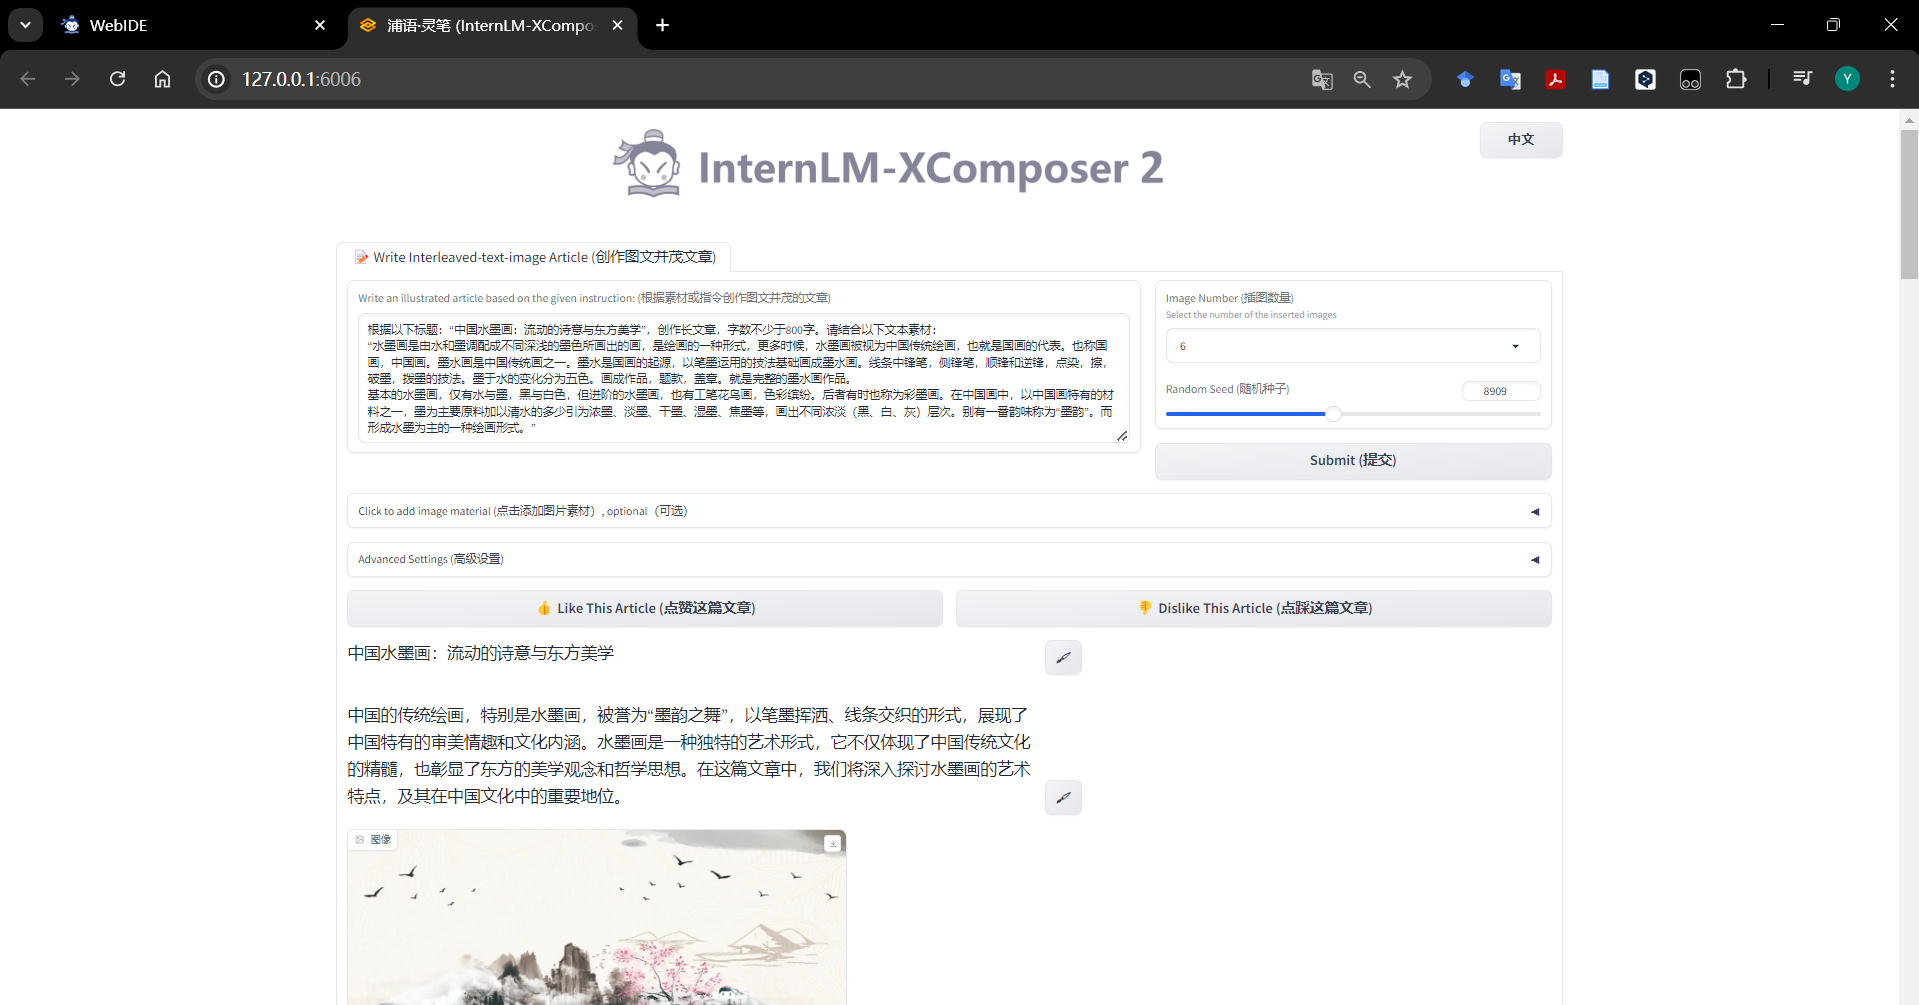 WebIDE
浦语·灵笔 (InternLM-XCompo
127.0.0.1:6006
Y
InternLM-XComposer 2
中文
Write Interleaved-text-image Article (创作图文并茂文章)
Write an illustrated article based on the given instruction: (根据素材或指令创作图文并茂的文章)
根据以下标题：“中国水墨画：流动的诗意与东方美学”，创作长文章，字数不少于800字。请结合以下文本素材：
“水墨画是由水和墨调配成不同深浅的墨色所画出的画，是绘画的一种形式，更多时候，水墨画被视为中国传统绘画，也就是国画的代表。也称国
画，中国画。墨水画是中国传统画之一。墨水是国画的起源，以笔墨运用的技法基础画成墨水画。线条中锋笔，侧锋笔，顺锋和逆锋，点染，擦，
破墨，拨墨的技法。墨于水的变化分为五色。画成作品，题款，盖章。就是完整的墨水画作品。
基本的水墨画，仅有水与墨，黑与白色，但进阶的水墨画，也有工笔花鸟画，色彩缤纷。后者有时也称为彩墨画。在中国画中，以中国画特有的材
料之一，墨为主要原料加以清水的多少引为浓墨、淡墨、干墨、湿墨、焦墨等，画出不同浓淡（黑、白、灰）层次。别有一番韵味称为“墨韵”。而
形成水墨为主的一种绘画形式。”
Image Number (插图数量)
Select the number of the inserted images
6
Random Seed (随机种子)
8909
Submit (提交)
Click to add image material (点击添加图片素材）, optional（可选）
Advanced Settings (高级设置)
Like This Article (点赞这篇文章)
Dislike This Article (点踩这篇文章)
中国水墨画：流动的诗意与东方美学
中国的传统绘画，特别是水墨画，被誉为“墨韵之舞”，以笔墨挥洒、线条交织的形式，展现了
中国特有的审美情趣和文化内涵。水墨画是一种独特的艺术形式，它不仅体现了中国传统文化
的精髓，也彰显了东方的美学观念和哲学思想。在这篇文章中，我们将深入探讨水墨画的艺术
特点，及其在中国文化中的重要地位。
图像